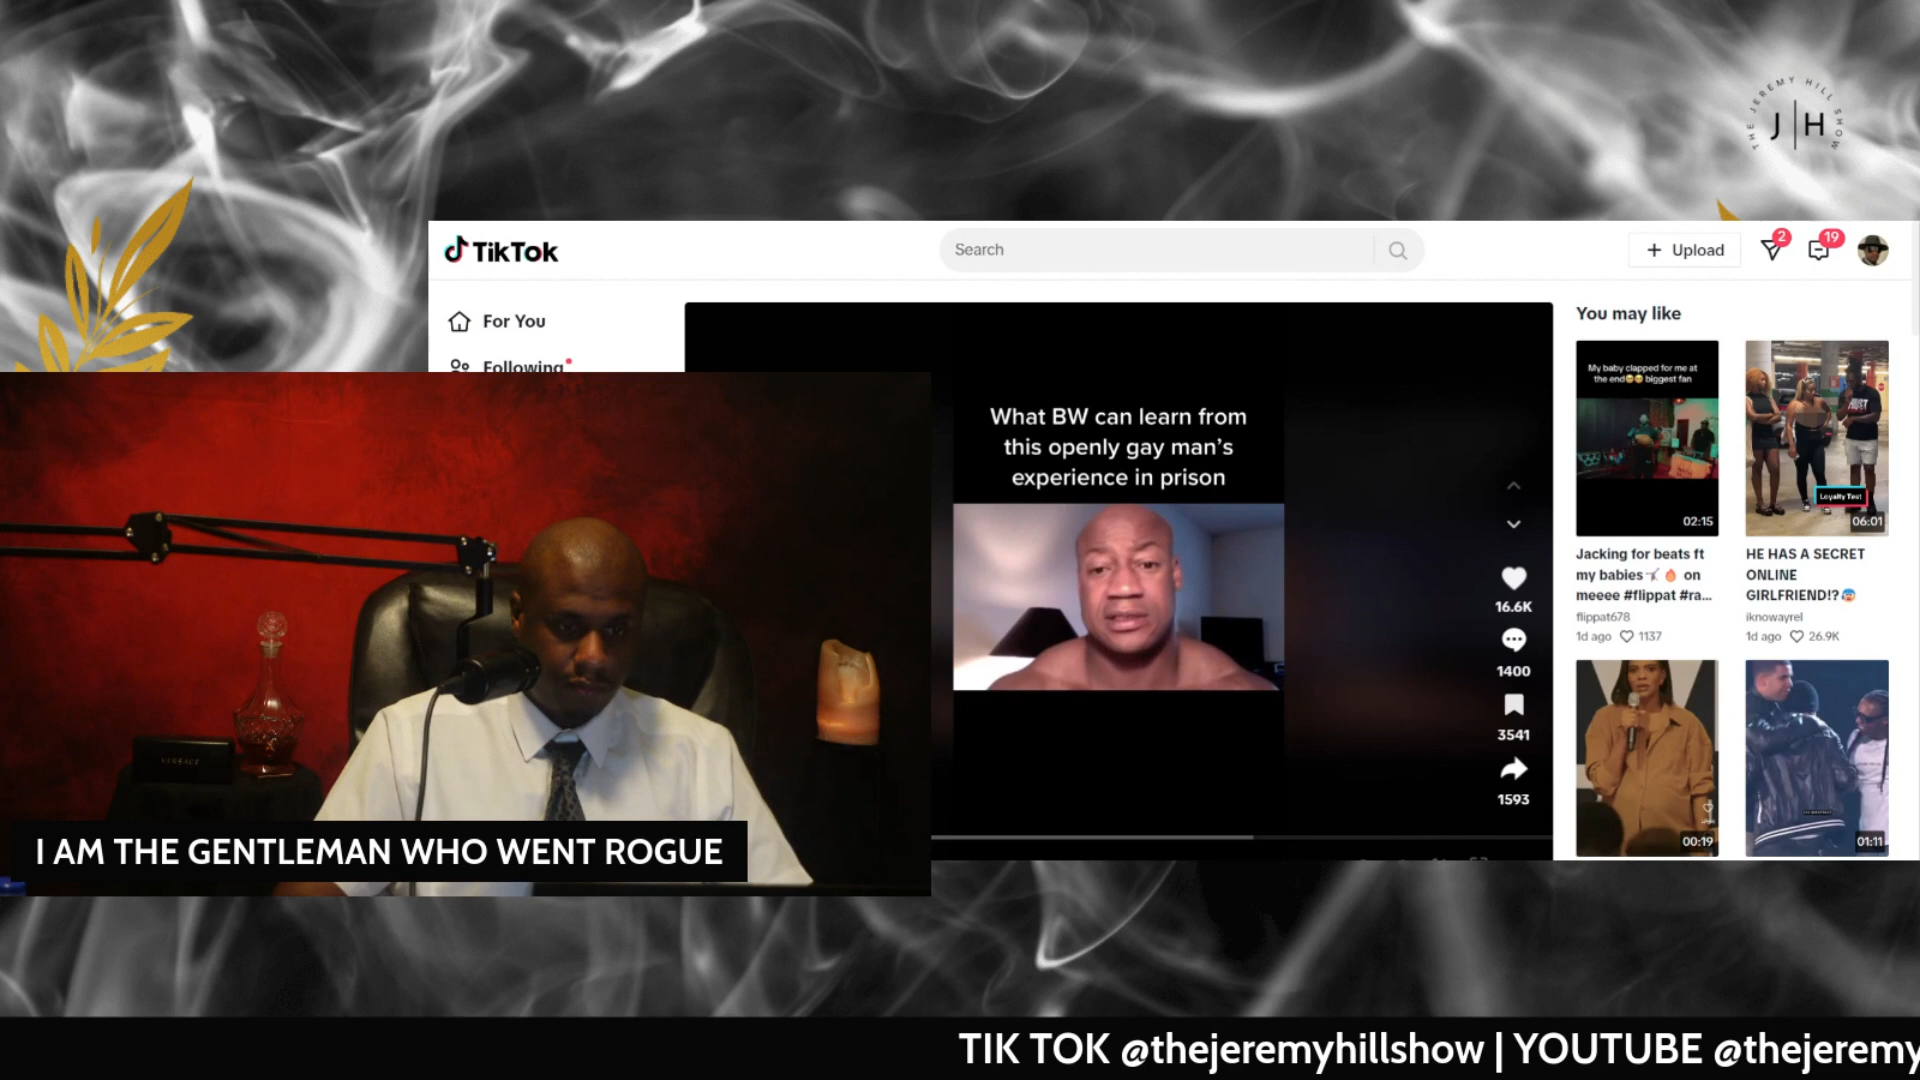 THE JEREMY HILL SHOW
J|H
TikTok
Search
+ Upload
2
19
For You
Following
What BW can learn from
this openly gay man's
experience in prison
16.6K
1400
3541
1593
You may like
My baby clapped for me at
the end🥹🥹 biggest fan
02:15
Jacking for beats ft
my babies🔥 on
meeee #flippat #ra...
flippat678
1d ago 1137
Loyalty Test
06:01
HE HAS A SECRET
ONLINE
GIRLFRIEND!?😨
iknowayrel
1d ago 26.9K
00:19
01:11
VERSACE
I AM THE GENTLEMAN WHO WENT ROGUE
TIK TOK @thejeremyhillshow | YOUTUBE @thejeremy